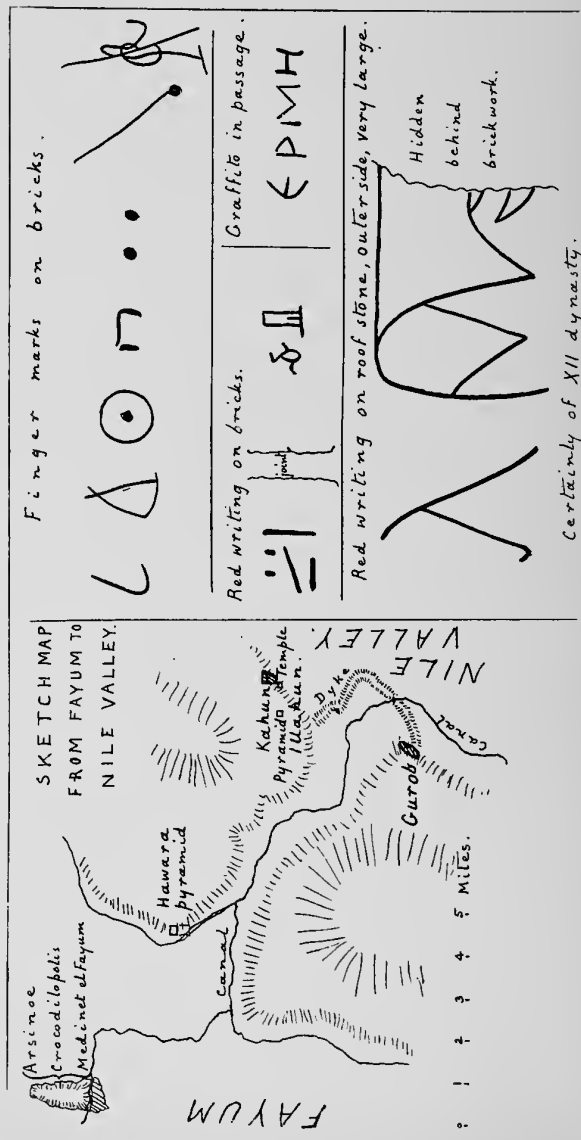 SKETCH MAP
FROM FAYUM TO
NILE VALLEY.
Arsinoe
Crocodilopolis
Medinet el Fayum
Hawara
pyramid
Kahun
Pyramid
Temple
Illahun.
Dyke
NILE
VALLEY.
Canal
Canal
Gurob
FAYUM
0 1 2 3 4 5 Miles.
Finger marks on bricks.
Red writing on bricks.
joint
Graffito in passage.
ЄPIMH
Red writing on roof stone, outer side, very large.
Hidden
behind
brickwork.
Certainly of XII dynasty.